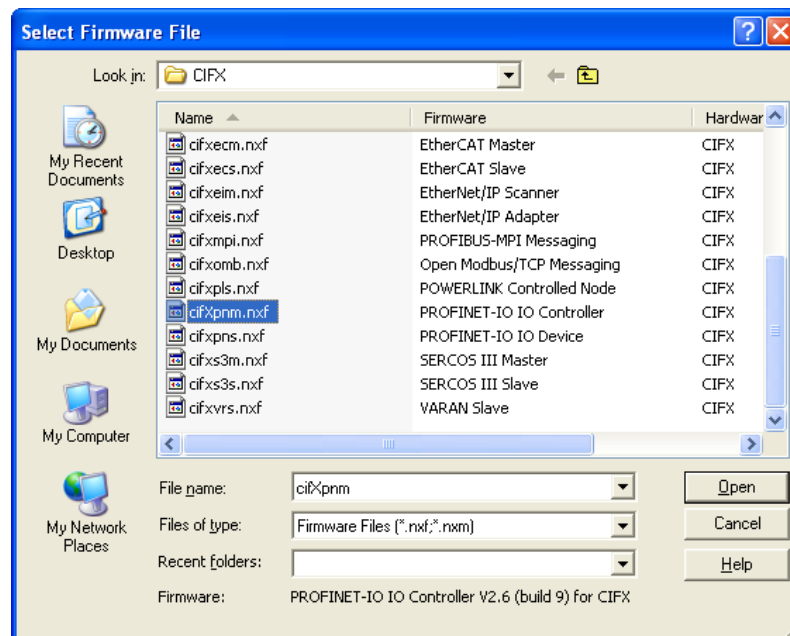 Select Firmware File
Look in: CIFX
Name Firmware Hardwar
cifxecm.nxf EtherCAT Master CIFX
cifxecs.nxf EtherCAT Slave CIFX
cifxeim.nxf EtherNet/IP Scanner CIFX
cifxeis.nxf EtherNet/IP Adapter CIFX
cifxmpi.nxf PROFIBUS-MPI Messaging CIFX
cifxomb.nxf Open Modbus/TCP Messaging CIFX
cifxpls.nxf POWERLINK Controlled Node CIFX
cifXpnm.nxf PROFINET-IO IO Controller CIFX
cifxpns.nxf PROFINET-IO IO Device CIFX
cifxs3m.nxf SERCOS III Master CIFX
cifxs3s.nxf SERCOS III Slave CIFX
cifxvrs.nxf VARAN Slave CIFX
My Recent
Documents
Desktop
My Documents
My Computer
My Network
Places
File name: cifXpnm Open
Files of type: Firmware Files (*.nxf;*.nxm) Cancel
Recent folders: Help
Firmware: PROFINET-IO IO Controller V2.6 (build 9) for CIFX